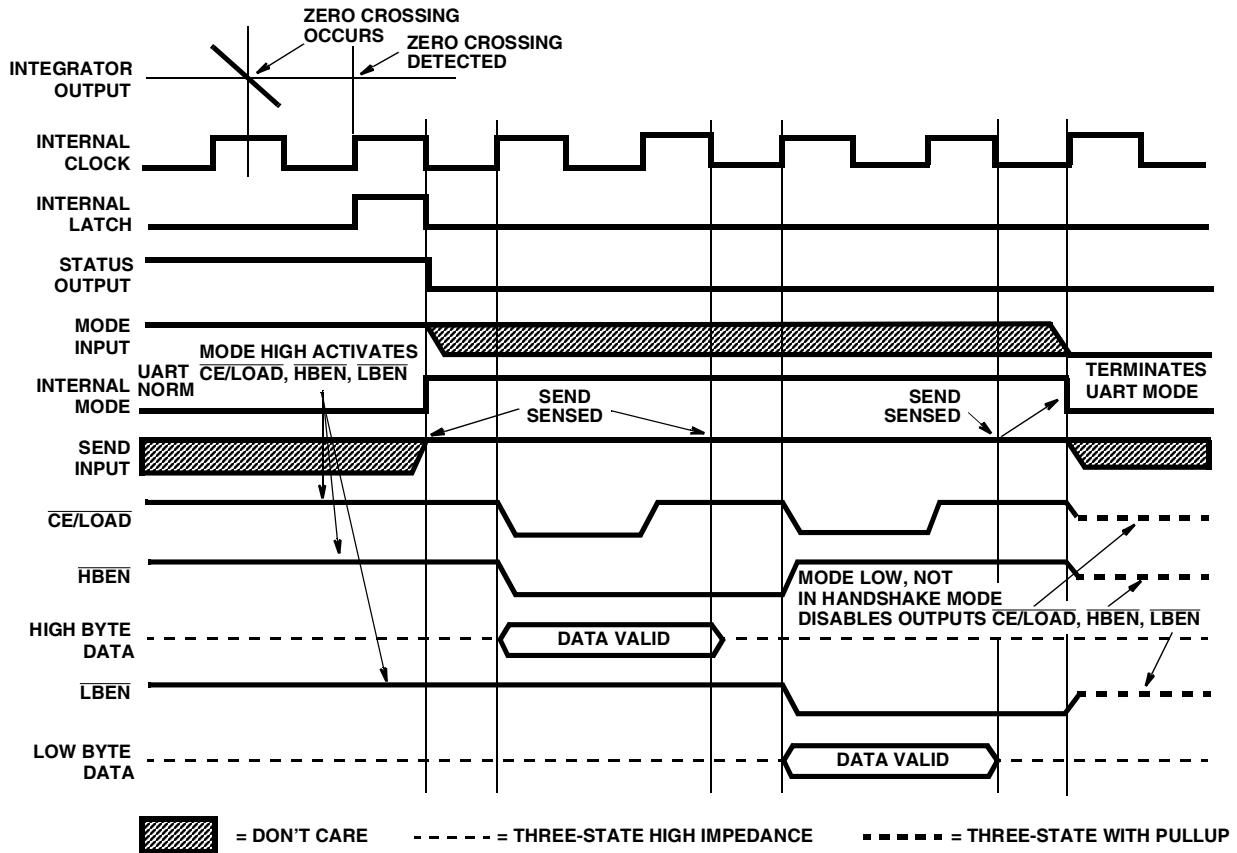 ZERO CROSSING
OCCURS
ZERO CROSSING
DETECTED
INTEGRATOR
OUTPUT
INTERNAL
CLOCK
INTERNAL
LATCH
STATUS
OUTPUT
MODE
INPUT
MODE HIGH ACTIVATES
CE/LOAD, HBEN, LBEN
UART
NORM
INTERNAL
MODE
TERMINATES
UART MODE
SEND
SENSED
SEND
SENSED
SEND
INPUT
CE/LOAD
HBEN
MODE LOW, NOT
IN HANDSHAKE MODE
DISABLES OUTPUTS CE/LOAD, HBEN, LBEN
HIGH BYTE
DATA
DATA VALID
LBEN
LOW BYTE
DATA
DATA VALID
= DON'T CARE
= THREE-STATE HIGH IMPEDANCE
= THREE-STATE WITH PULLUP